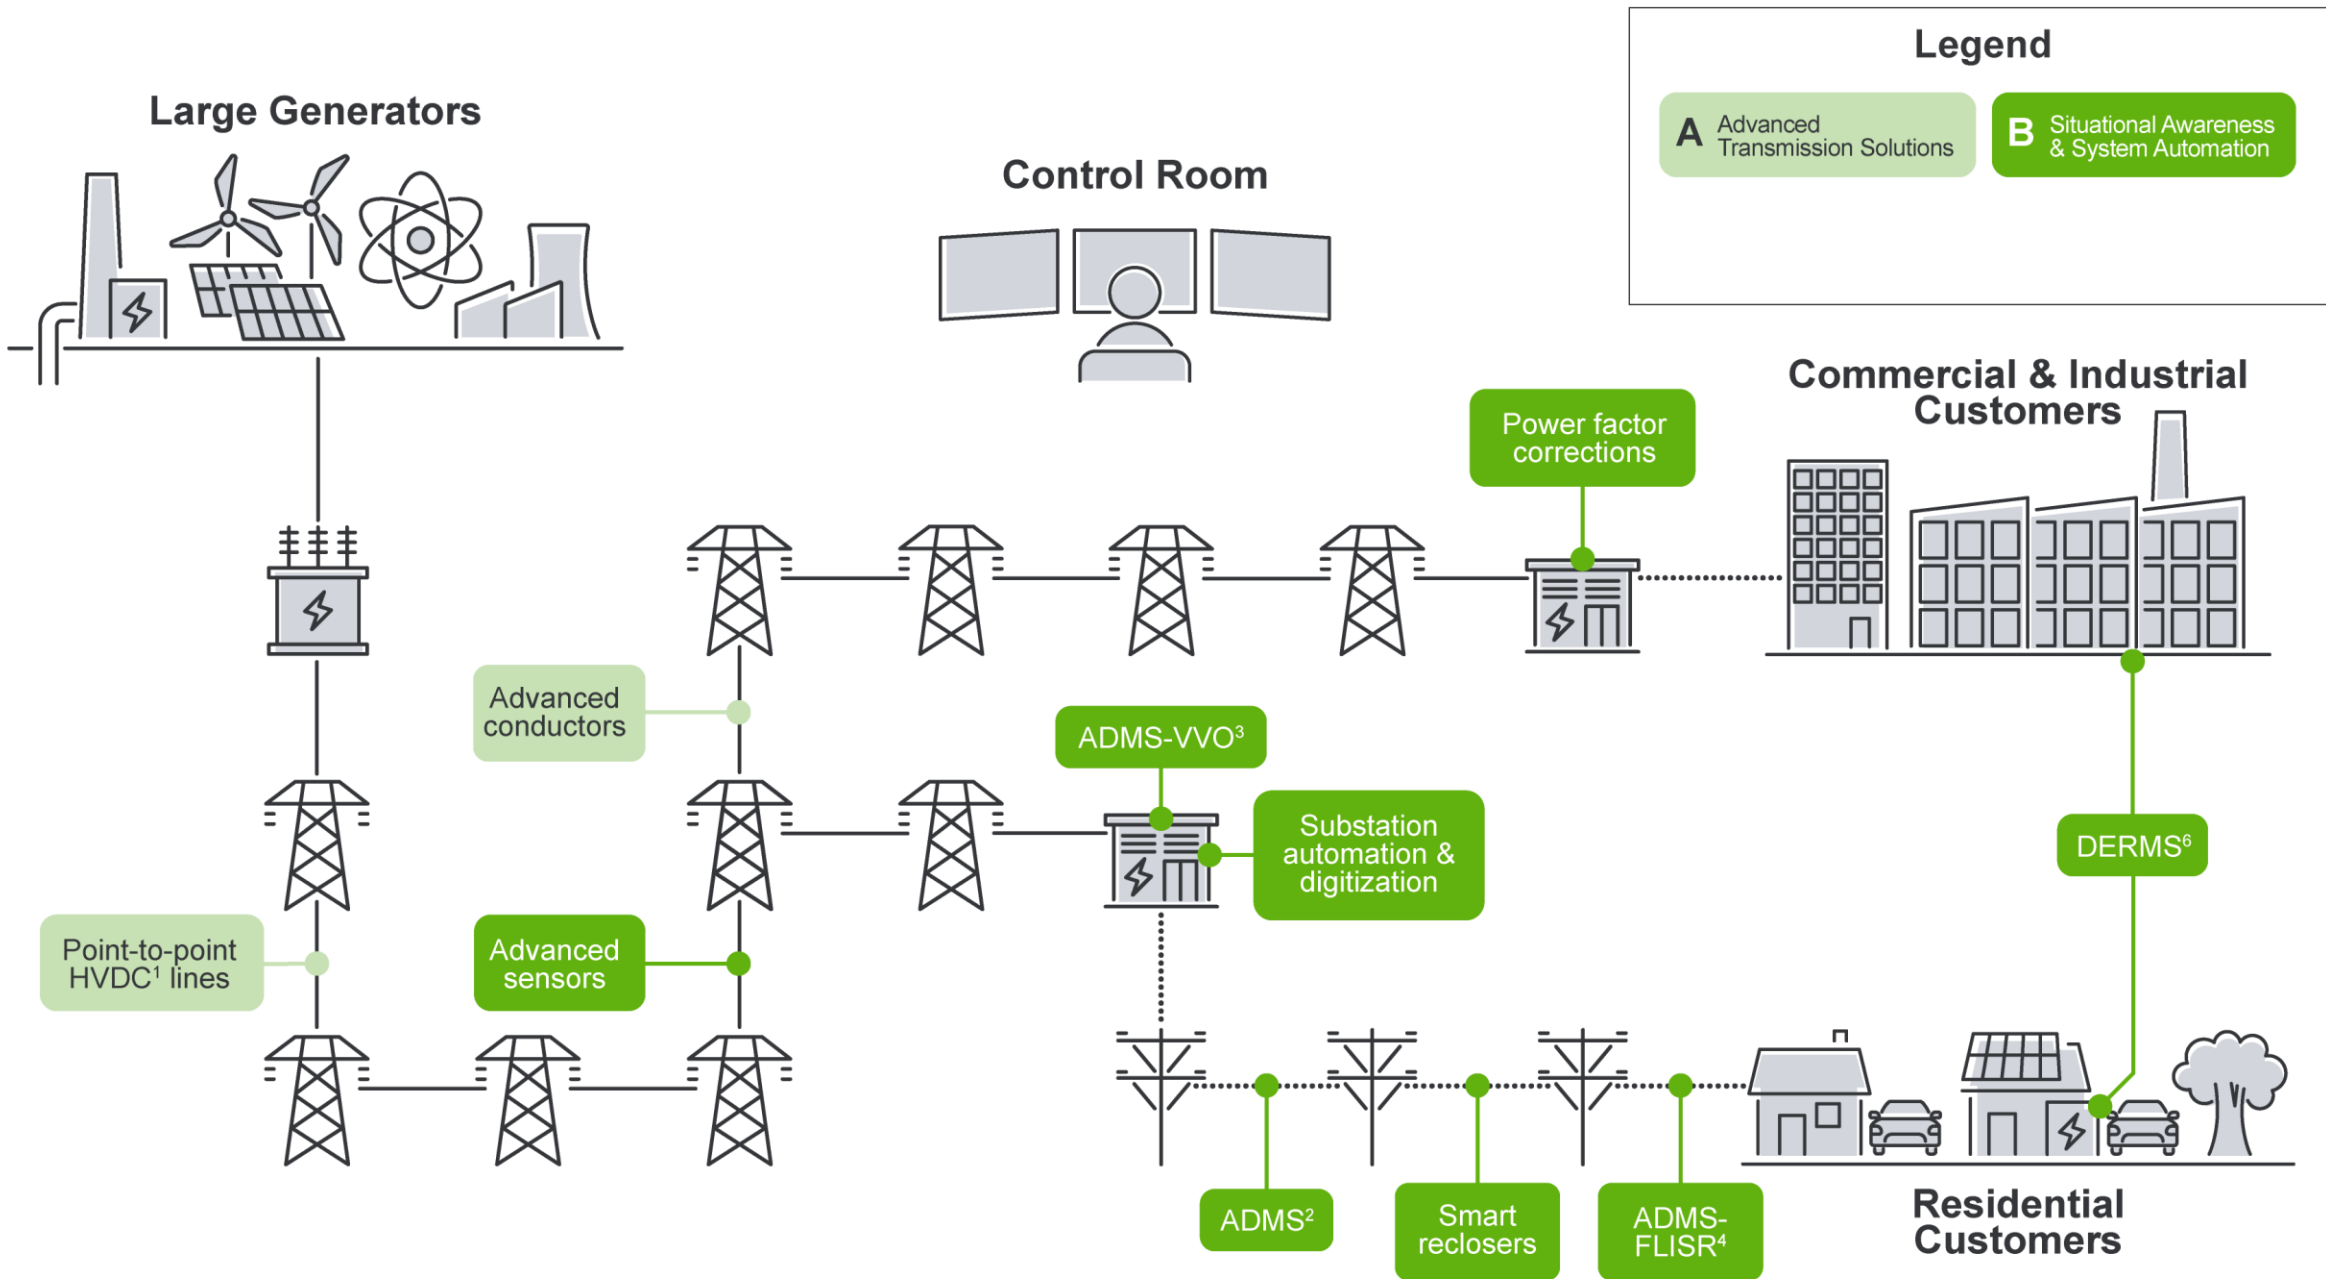 Legend
A Advanced
Transmission Solutions
B Situational Awareness
& System Automation
Large Generators
Control Room
Commercial & Industrial
Customers
Power factor
corrections
Advanced
conductors
ADMS-VVO³
Substation
automation &
digitization
DERMS⁶
Point-to-point
HVDC¹ lines
Advanced
sensors
ADMS²
Smart
reclosers
ADMS-
FLISR⁴
Residential
Customers